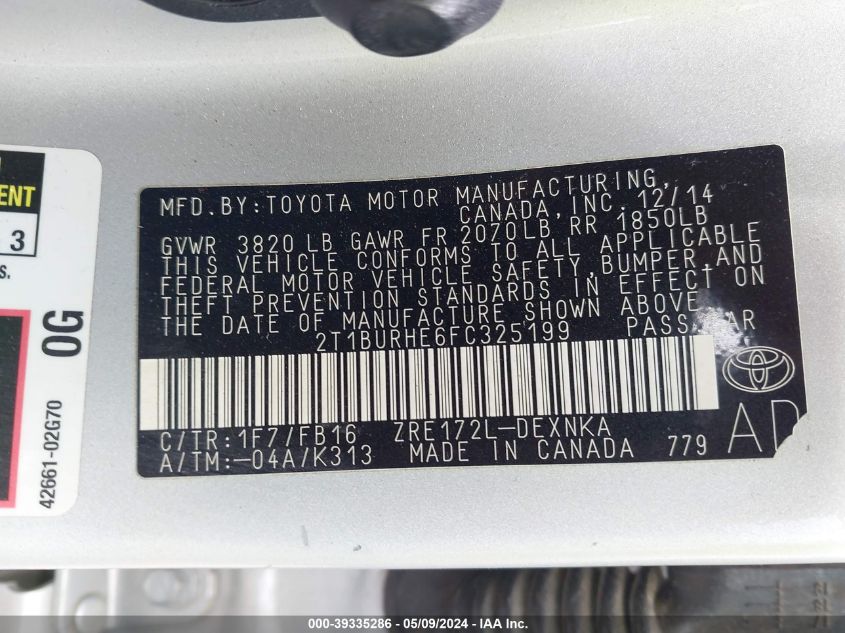 MFD.BY:TOYOTA MOTOR MANUFACTURING,
CANADA, INC. 12/14
GVWR 3820 LB GAWR FR 2070LB RR 1850LB
THIS VEHICLE CONFORMS TO ALL APPLICABLE
FEDERAL MOTOR VEHICLE SAFETY,BUMPER,AND
THEFT PREVENTION STANDARDS IN EFFECT ON
THE DATE OF MANUFACTURE SHOWN ABOVE.
2T1BURHE6FC325199 PASS.
C/TR:1F7/FB16 ZRE172L-DEXNKA
A/TM:-04A/K313 MADE IN CANADA 779
3
0G
42661-02G70
000-39335286 - 05/09/2024 - IAA Inc.